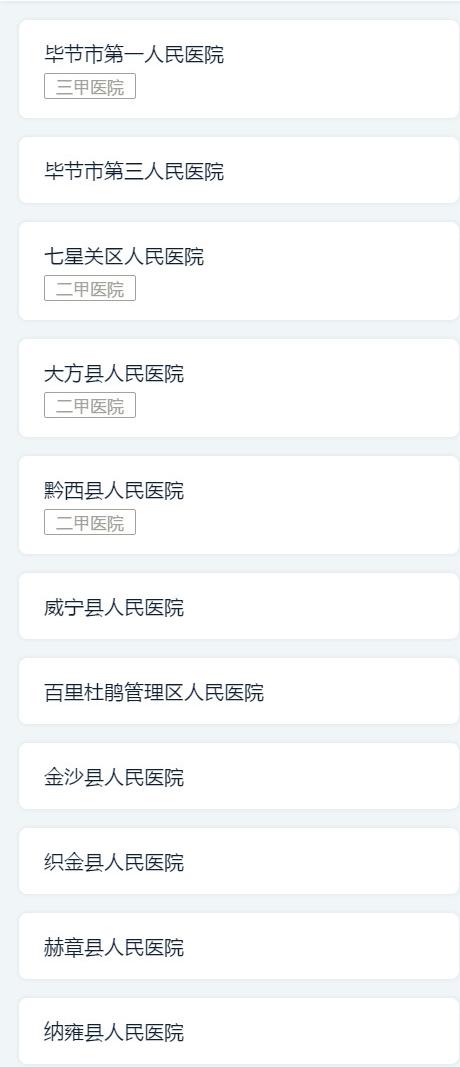 毕节市第一人民医院
三甲医院
毕节市第三人民医院
七星关区人民医院
二甲医院
大方县人民医院
二甲医院
黔西县人民医院
二甲医院
威宁县人民医院
百里杜鹃管理区人民医院
金沙县人民医院
织金县人民医院
赫章县人民医院
纳雍县人民医院